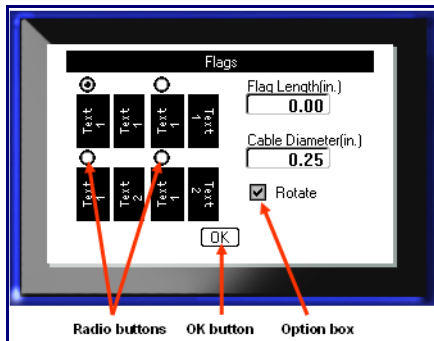 Flags
Flag Length(in.)
0.00
Text 1 Text 1 Text 1 Text 1
Cable Diameter(in.)
0.25
Text 1 Text 2 Text 1 Text 2
Rotate
OK
Radio buttons OK button Option box